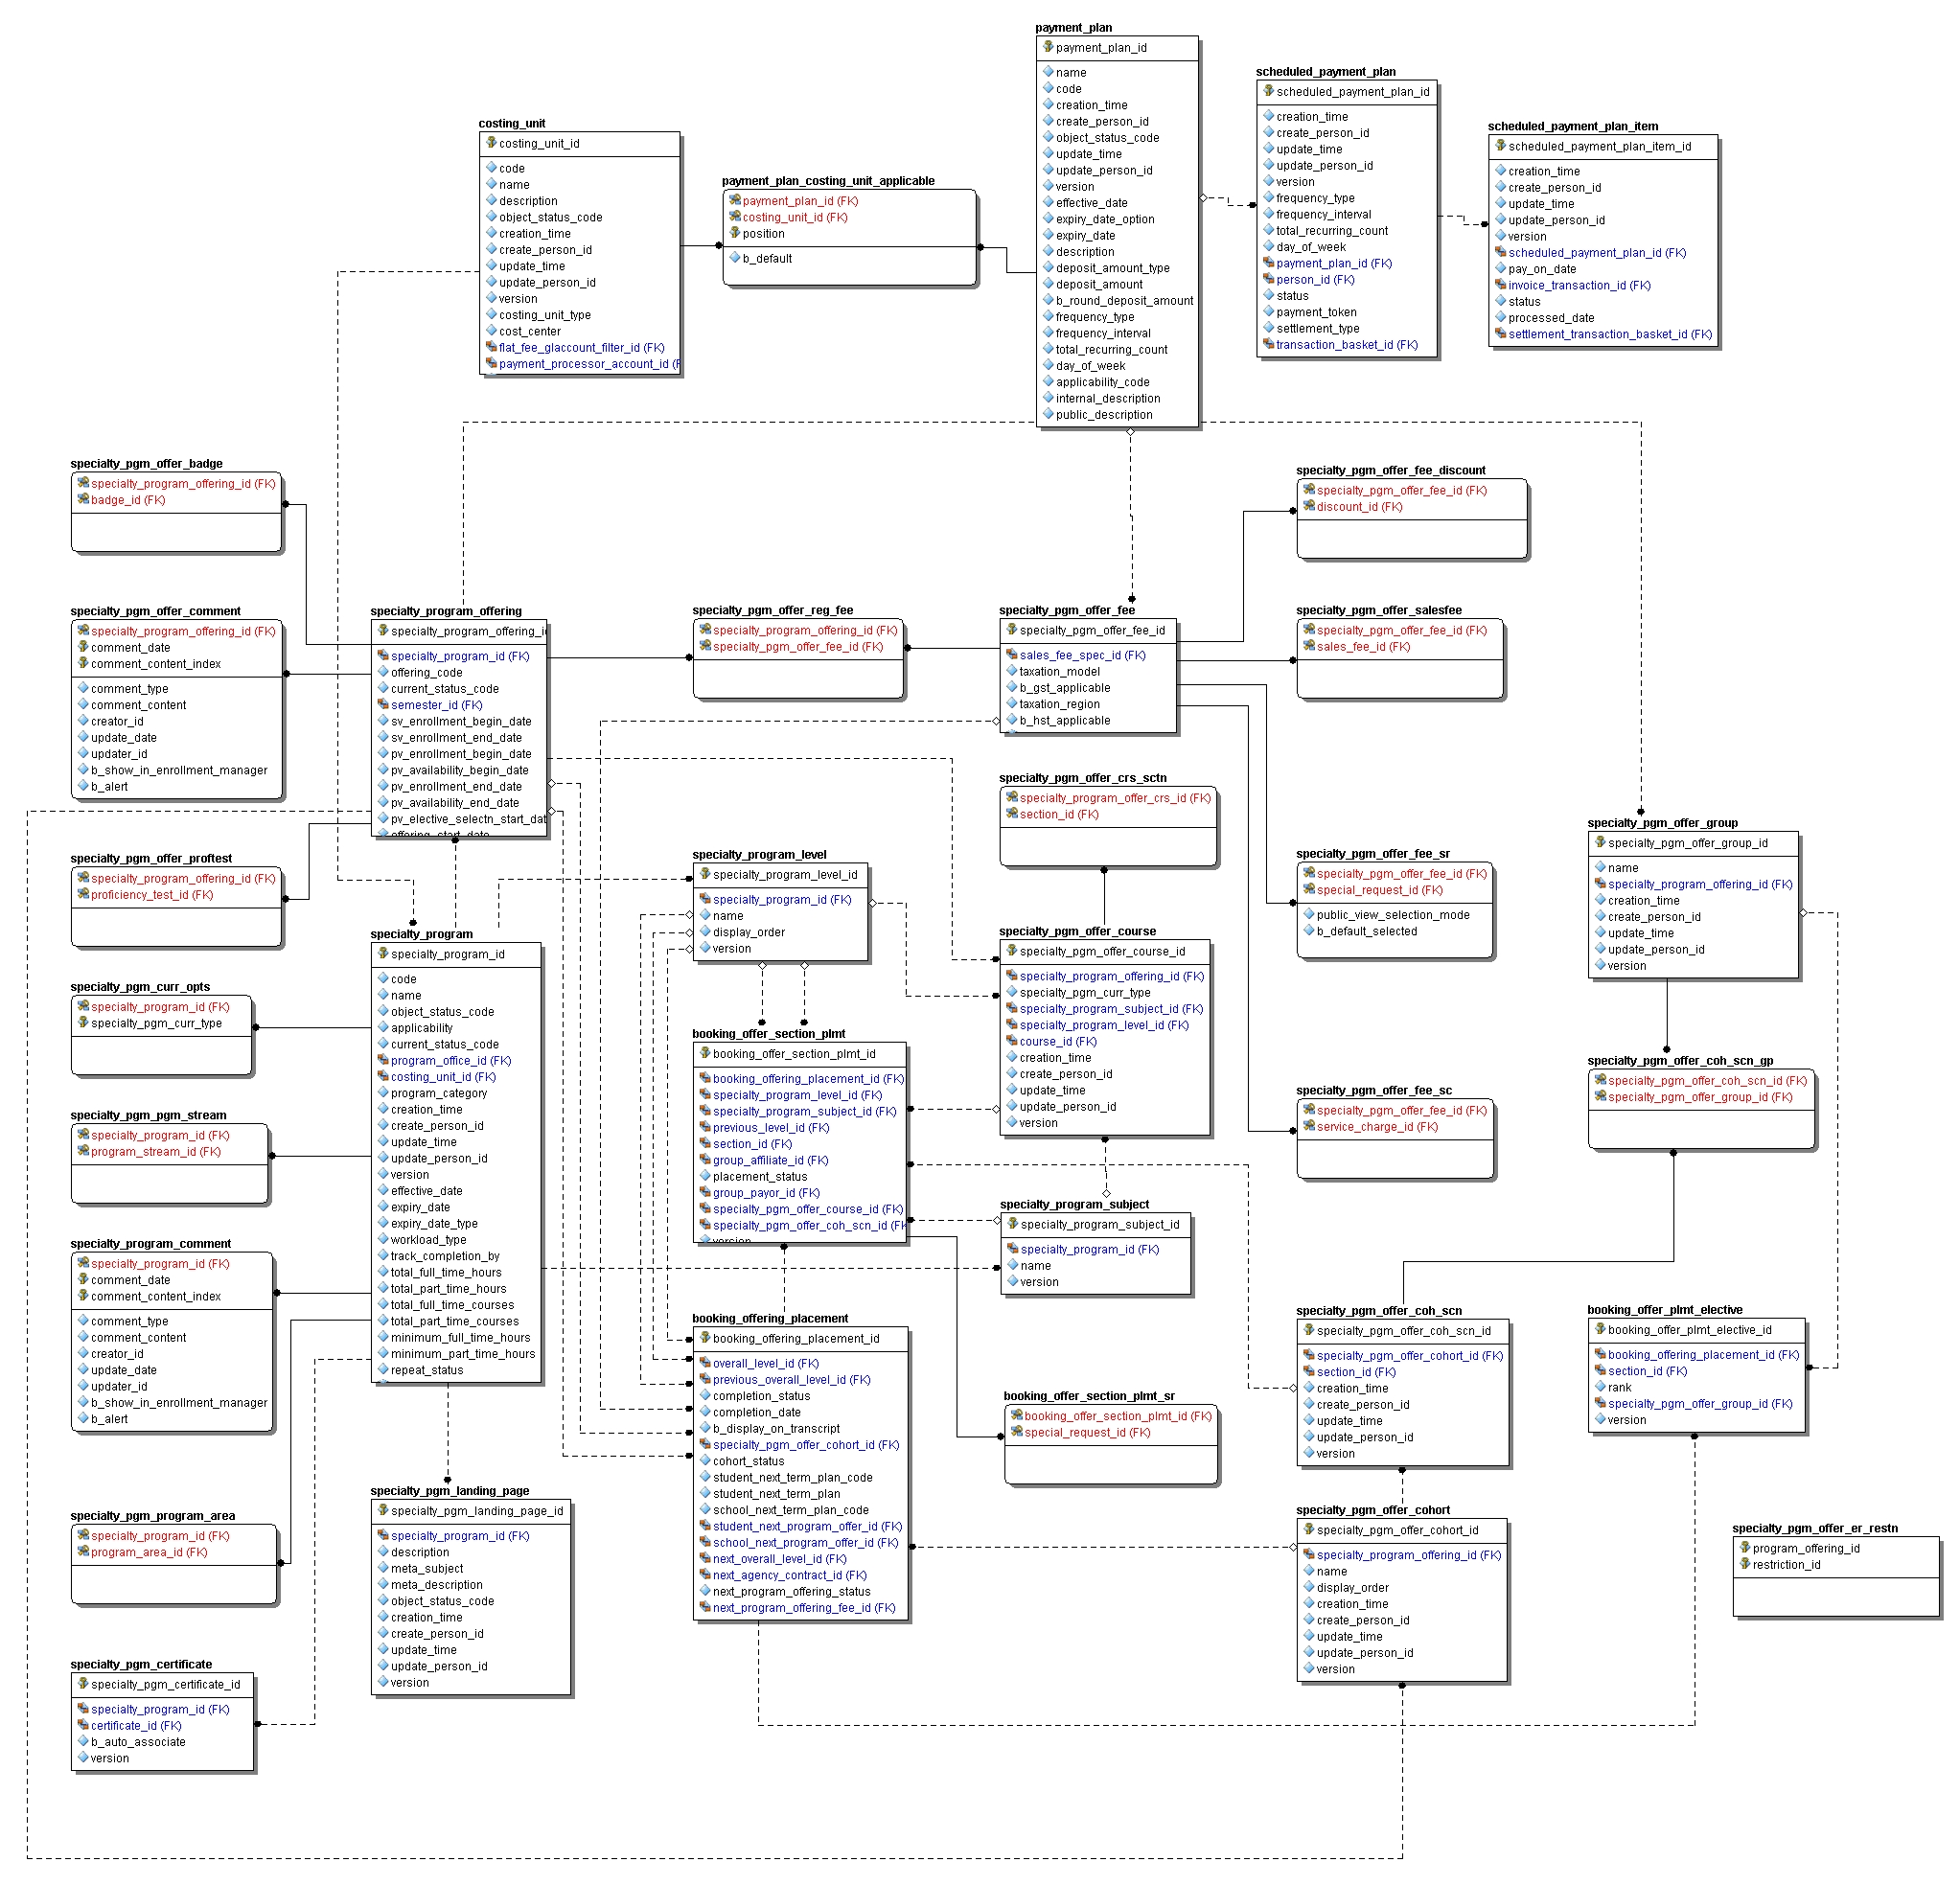 payment_plan
payment_plan_id
name
code
creation_time
create_person_id
object_status_code
update_time
update_person_id
version
effective_date
expiry_date_option
expiry_date
description
deposit_amount_type
deposit_amount
b_round_deposit_amount
frequency_type
frequency_interval
total_recurring_count
day_of_week
applicability_code
internal_description
public_description
scheduled_payment_plan
scheduled_payment_plan_id
creation_time
create_person_id
update_time
update_person_id
version
frequency_type
frequency_interval
total_recurring_count
day_of_week
payment_plan_id (FK)
person_id (FK)
status
payment_token
settlement_type
transaction_basket_id (FK)
scheduled_payment_plan_item
scheduled_payment_plan_item_id
creation_time
create_person_id
update_time
update_person_id
version
scheduled_payment_plan_id (FK)
pay_on_date
invoice_transaction_id (FK)
status
processed_date
settlement_transaction_basket_id (FK)
costing_unit
costing_unit_id
code
name
description
object_status_code
creation_time
create_person_id
update_time
update_person_id
version
costing_unit_type
cost_center
flat_fee_glaccount_filter_id (FK)
payment_processor_account_id (F
payment_plan_costing_unit_applicable
payment_plan_id (FK)
costing_unit_id (FK)
position
b_default
specialty_pgm_offer_badge
specialty_program_offering_id (FK)
badge_id (FK)
specialty_pgm_offer_comment
specialty_program_offering_id (FK)
comment_date
comment_content_index
comment_type
comment_content
creator_id
update_date
updater_id
b_show_in_enrollment_manager
b_alert
specialty_pgm_offer_proftest
specialty_program_offering_id (FK)
proficiency_test_id (FK)
specialty_pgm_curr_opts
specialty_program_id (FK)
specialty_pgm_curr_type
specialty_pgm_pgm_stream
specialty_program_id (FK)
program_stream_id (FK)
specialty_program_comment
specialty_program_id (FK)
comment_date
comment_content_index
comment_type
comment_content
creator_id
update_date
updater_id
b_show_in_enrollment_manager
b_alert
specialty_pgm_program_area
specialty_program_id (FK)
program_area_id (FK)
specialty_pgm_certificate
specialty_pgm_certificate_id
specialty_program_id (FK)
certificate_id (FK)
b_auto_associate
version
specialty_program_offering
specialty_program_offering_id
specialty_program_id (FK)
offering_code
current_status_code
semester_id (FK)
sv_enrollment_begin_date
sv_enrollment_end_date
pv_enrollment_begin_date
pv_availability_begin_date
pv_enrollment_end_date
pv_availability_end_date
pv_elective_selectn_start_dat
offering_start_date
specialty_program
specialty_program_id
code
name
object_status_code
applicability
current_status_code
program_office_id (FK)
costing_unit_id (FK)
program_category
creation_time
create_person_id
update_time
update_person_id
version
effective_date
expiry_date
expiry_date_type
workload_type
track_completion_by
total_full_time_hours
total_part_time_hours
total_full_time_courses
total_part_time_courses
minimum_full_time_hours
minimum_part_time_hours
repeat_status
specialty_pgm_landing_page
specialty_pgm_landing_page_id
specialty_program_id (FK)
description
meta_subject
meta_description
object_status_code
creation_time
create_person_id
update_time
update_person_id
version
specialty_pgm_offer_reg_fee
specialty_program_offering_id (FK)
specialty_pgm_offer_fee_id (FK)
specialty_program_level
specialty_program_level_id
specialty_program_id (FK)
name
display_order
version
booking_offer_section_plmt
booking_offer_section_plmt_id
booking_offering_placement_id (FK)
specialty_program_level_id (FK)
specialty_program_subject_id (FK)
previous_level_id (FK)
section_id (FK)
group_affiliate_id (FK)
placement_status
group_payor_id (FK)
specialty_pgm_offer_course_id (FK)
specialty_pgm_offer_coh_scn_id (FK
version
booking_offering_placement
booking_offering_placement_id
overall_level_id (FK)
previous_overall_level_id (FK)
completion_status
completion_date
b_display_on_transcript
specialty_pgm_offer_cohort_id (FK)
cohort_status
student_next_term_plan_code
student_next_term_plan
school_next_term_plan_code
student_next_program_offer_id (FK)
school_next_program_offer_id (FK)
next_overall_level_id (FK)
next_agency_contract_id (FK)
next_program_offering_status
next_program_offering_fee_id (FK)
specialty_pgm_offer_fee
specialty_pgm_offer_fee_id
sales_fee_spec_id (FK)
taxation_model
b_gst_applicable
taxation_region
b_hst_applicable
specialty_pgm_offer_crs_sctn
specialty_program_offer_crs_id (FK)
section_id (FK)
specialty_pgm_offer_course
specialty_pgm_offer_course_id
specialty_program_offering_id (FK)
specialty_pgm_curr_type
specialty_program_subject_id (FK)
specialty_program_level_id (FK)
course_id (FK)
creation_time
create_person_id
update_time
update_person_id
version
specialty_program_subject
specialty_program_subject_id
specialty_program_id (FK)
name
version
booking_offer_section_plmt_sr
booking_offer_section_plmt_id (FK)
special_request_id (FK)
specialty_pgm_offer_fee_discount
specialty_pgm_offer_fee_id (FK)
discount_id (FK)
specialty_pgm_offer_salesfee
specialty_pgm_offer_fee_id (FK)
sales_fee_id (FK)
specialty_pgm_offer_fee_sr
specialty_pgm_offer_fee_id (FK)
special_request_id (FK)
public_view_selection_mode
b_default_selected
specialty_pgm_offer_fee_sc
specialty_pgm_offer_fee_id (FK)
service_charge_id (FK)
specialty_pgm_offer_coh_scn
specialty_pgm_offer_coh_scn_id
specialty_pgm_offer_cohort_id (FK)
section_id (FK)
creation_time
create_person_id
update_time
update_person_id
version
specialty_pgm_offer_cohort
specialty_pgm_offer_cohort_id
specialty_program_offering_id (FK)
name
display_order
creation_time
create_person_id
update_time
update_person_id
version
specialty_pgm_offer_group
specialty_pgm_offer_group_id
name
specialty_program_offering_id (FK)
creation_time
create_person_id
update_time
update_person_id
version
specialty_pgm_offer_coh_scn_gp
specialty_pgm_offer_coh_scn_id (FK)
specialty_pgm_offer_group_id (FK)
booking_offer_plmt_elective
booking_offer_plmt_elective_id
booking_offering_placement_id (FK)
section_id (FK)
rank
specialty_pgm_offer_group_id (FK)
version
specialty_pgm_offer_er_restn
program_offering_id
restriction_id